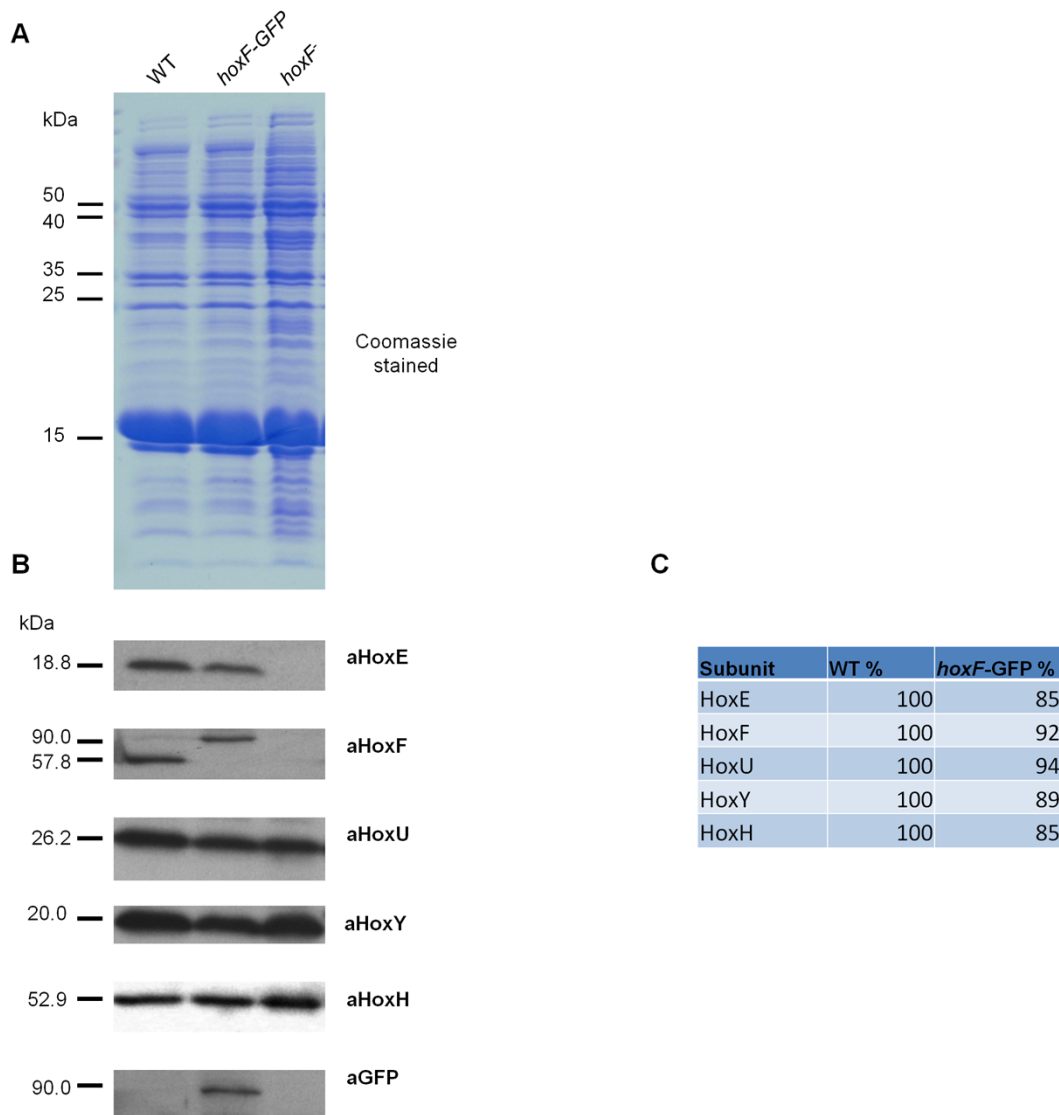 A
WT hoxF-GFP hoxF-
kDa
50
40
35
25
Coomassie
stained
15
B
C
kDa
18.8 aHoxE
90.0 aHoxF
57.8
26.2 aHoxU
20.0 aHoxY
52.9 aHoxH
90.0 aGFP
Subunit WT % hoxF-GFP %
HoxE 100 85
HoxF 100 92
HoxU 100 94
HoxY 100 89
HoxH 100 85